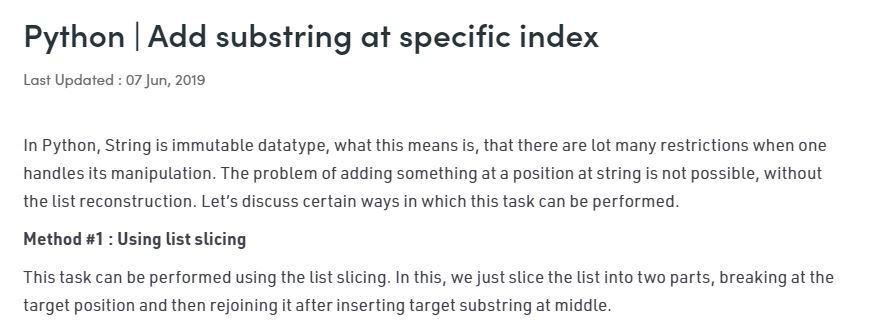 Python | Add substring at specific index
Last Updated : 07 Jun, 2019
In Python, String is immutable datatype, what this means is, that there are lot many restrictions when one
handles its manipulation. The problem of adding something at a position at string is not possible, without
the list reconstruction. Let’s discuss certain ways in which this task can be performed.
Method #1 : Using list slicing
This task can be performed using the list slicing. In this, we just slice the list into two parts, breaking at the
target position and then rejoining it after inserting target substring at middle.